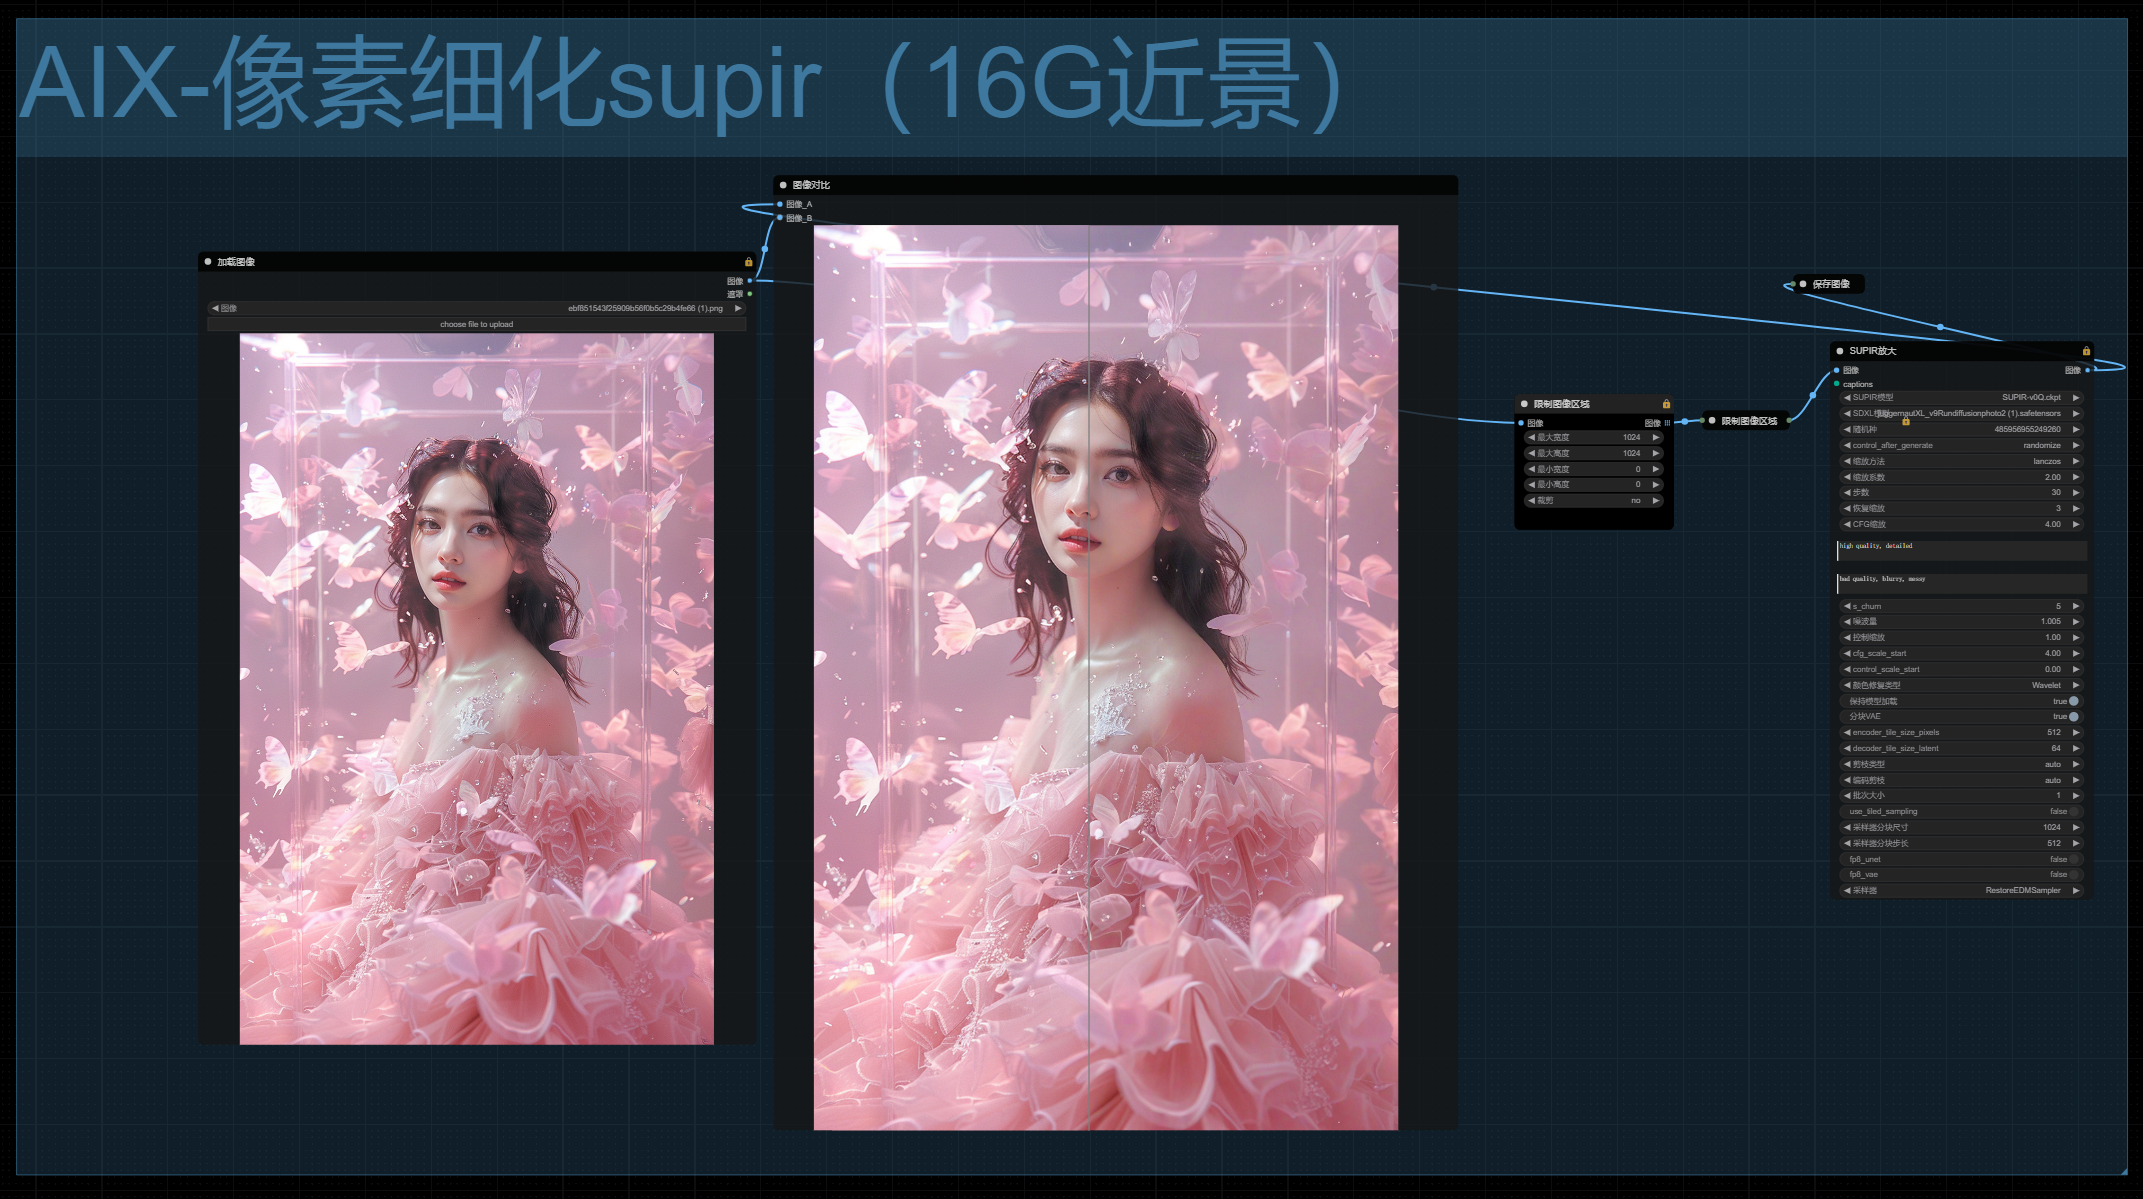 AIX-像素细化supir（16G近景）
图像对比
图像_A
图像_B
加载图像
图像
遮罩
图像 ebf851543f25909b56f0b5c29b4fe66 (1).png
choose file to upload
保存图像
限制图像区域
图像 图像
最大宽度 1024
最大高度 1024
最小宽度 0
最小高度 0
裁剪 no
限制图像区域
SUPIR放大
图像 图像
captions
SUPIR模型 SUPIR-v0Q.ckpt
SDXL模型 juggernautXL_v9Rundiffusionphoto2 (1).safetensors
随机种 485956955249260
control_after_generate randomize
缩放方法 lanczos
缩放系数 2.00
步数 30
恢复缩放 3
CFG缩放 4.00
high quality, detailed
bad quality, blurry, messy
s_churn 5
噪波量 1.005
控制缩放 1.00
cfg_scale_start 4.00
control_scale_start 0.00
颜色修复类型 Wavelet
保持模型加载 true
分块VAE true
encoder_tile_size_pixels 512
decoder_tile_size_latent 64
剪枝类型 auto
编码剪枝 auto
批次大小 1
use_tiled_sampling false
采样器分块尺寸 1024
采样器分块步长 512
fp8_unet false
fp8_vae false
采样器 RestoreEDMSampler